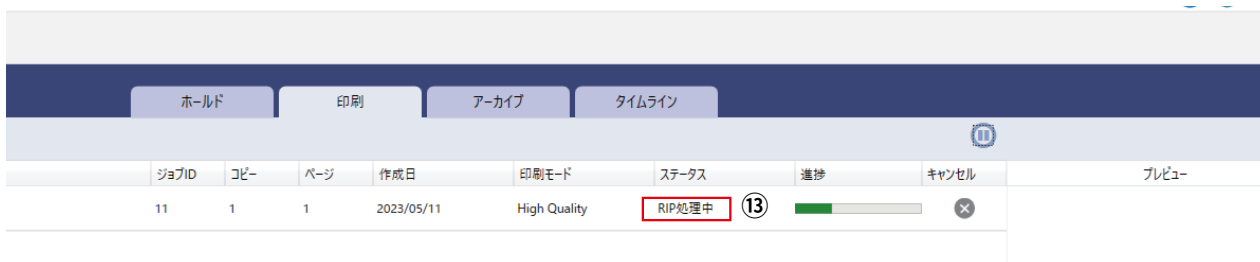 ホールド 印刷 アーカイブ タイムライン
ジョブID コピー ページ 作成日 印刷モード ステータス 進捗 キャンセル プレビュー
11 1 1 2023/05/11 High Quality RIP処理中 ⑬